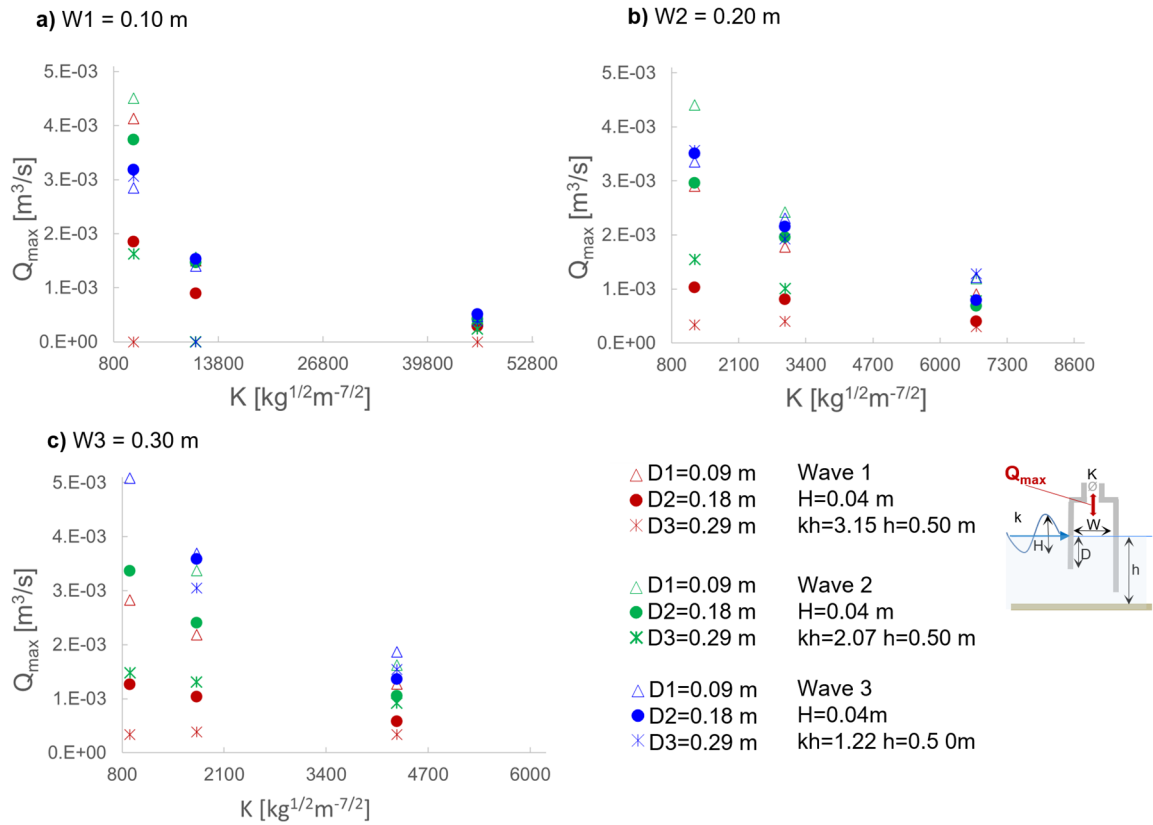 a) W1 = 0.10 m
5.E-03
4.E-03
3.E-03
2.E-03
1.E-03
0.E+00
Qmax [m³/s]
800 13800 26800 39800 52800
K [kg^1/2m^-7/2]
b) W2 = 0.20 m
5.E-03
4.E-03
3.E-03
2.E-03
1.E-03
0.E+00
Qmax [m³/s]
800 2100 3400 4700 6000 7300 8600
K [kg^1/2m^-7/2]
c) W3 = 0.30 m
5.E-03
4.E-03
3.E-03
2.E-03
1.E-03
0.E+00
Qmax [m³/s]
800 2100 3400 4700 6000
K [kg^1/2m^-7/2]
D1=0.09 m Wave 1
D2=0.18 m H=0.04 m
D3=0.29 m kh=3.15 h=0.50 m
D1=0.09 m Wave 2
D2=0.18 m H=0.04 m
D3=0.29 m kh=2.07 h=0.50 m
D1=0.09 m Wave 3
D2=0.18 m H=0.04m
D3=0.29 m kh=1.22 h=0.5 0m
Qmax
K
Ø
k
W
H
D
h